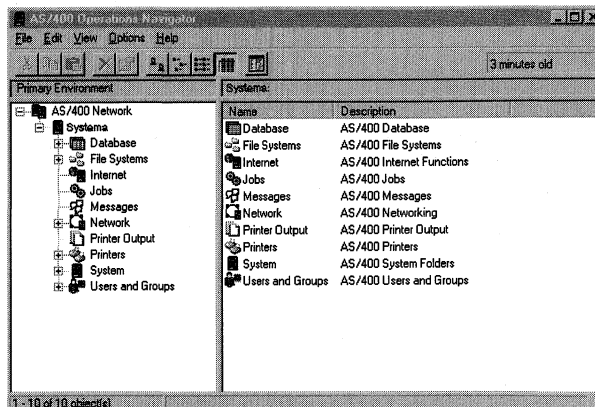 AS/400 Operations Navigator
File Edit View Options Help
3 minutes old
Primary Environment
Systema:
AS/400 Network
Systema
Database
File Systems
Internet
Jobs
Messages
Network
Printer Output
Printers
System
Users and Groups
Name Description
Database AS/400 Database
File Systems AS/400 File Systems
Internet AS/400 Internet Functions
Jobs AS/400 Jobs
Messages AS/400 Messages
Network AS/400 Networking
Printer Output AS/400 Printer Output
Printers AS/400 Printers
System AS/400 System Folders
Users and Groups AS/400 Users and Groups
1 - 10 of 10 object(s)